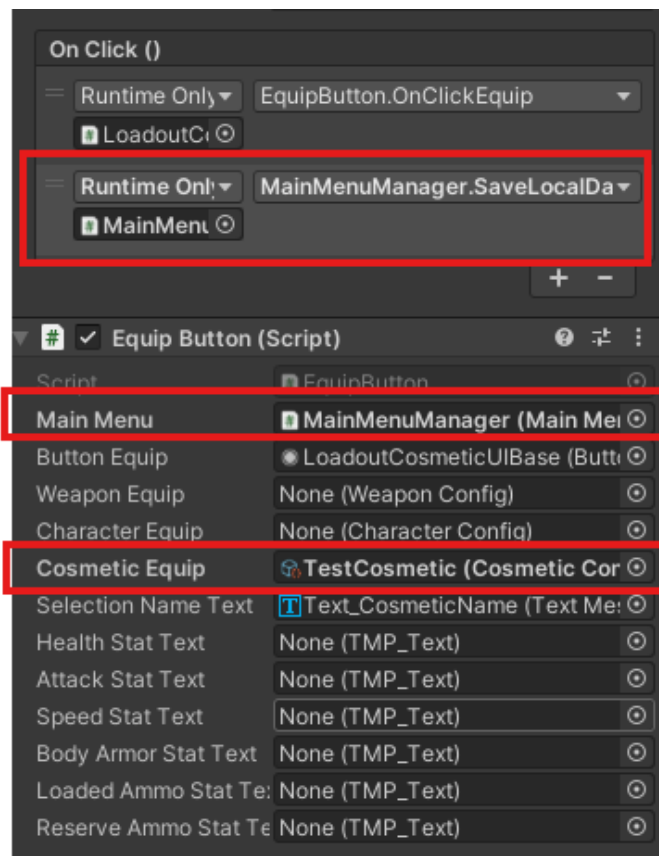 On Click ()
Runtime Only EquipButton.OnClickEquip
LoadoutCo
Runtime Only MainMenuManager.SaveLocalDa
MainMenu
Equip Button (Script)
Script EquipButton
Main Menu MainMenuManager (Main Mei
Button Equip LoadoutCosmeticUIBase (Butto
Weapon Equip None (Weapon Config)
Character Equip None (Character Config)
Cosmetic Equip TestCosmetic (Cosmetic Cor
Selection Name Text Text_CosmeticName (Text Mes
Health Stat Text None (TMP_Text)
Attack Stat Text None (TMP_Text)
Speed Stat Text None (TMP_Text)
Body Armor Stat Text None (TMP_Text)
Loaded Ammo Stat Te: None (TMP_Text)
Reserve Ammo Stat Te None (TMP_Text)